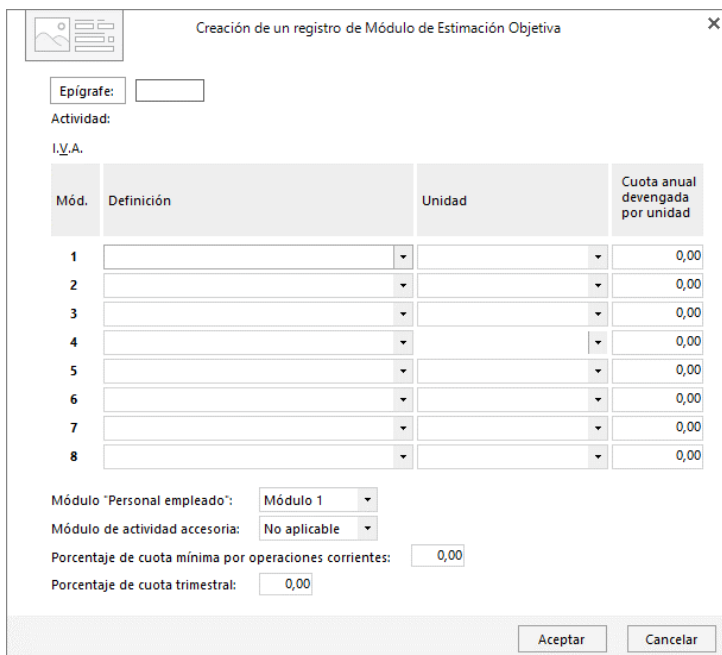 Creación de un registro de Módulo de Estimación Objetiva
Epígrafe:
Actividad:
I.V.A.
Mód. Definición Unidad Cuota anual devengada por unidad
1 0,00
2 0,00
3 0,00
4 0,00
5 0,00
6 0,00
7 0,00
8 0,00
Módulo "Personal empleado": Módulo 1
Módulo de actividad accesoria: No aplicable
Porcentaje de cuota mínima por operaciones corrientes: 0,00
Porcentaje de cuota trimestral: 0,00
Aceptar Cancelar